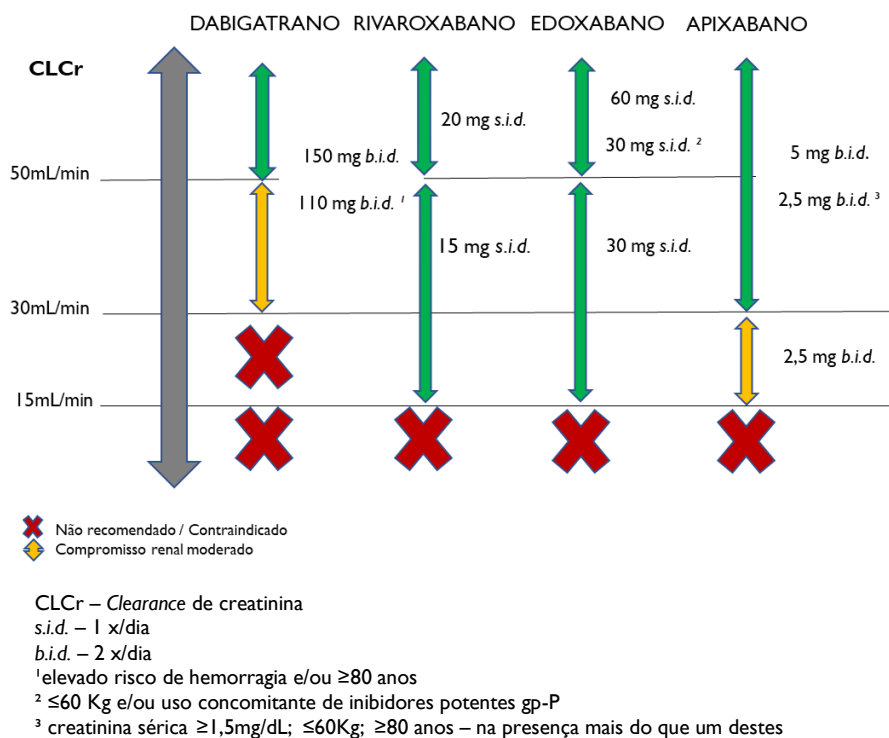 DABIGATRANO RIVAROXABANO EDOXABANO APIXABANO
CLCr
60 mg s.i.d.
20 mg s.i.d.
30 mg s.i.d. ²
150 mg b.i.d.
5 mg b.i.d.
50mL/min
110 mg b.i.d. ¹
2,5 mg b.i.d. ³
15 mg s.i.d.
30 mg s.i.d.
30mL/min
2,5 mg b.i.d.
15mL/min
Não recomendado / Contraindicado
Compromisso renal moderado
CLCr – Clearance de creatinina
s.i.d. – 1 x/dia
b.i.d. – 2 x/dia
¹elevado risco de hemorragia e/ou ≥80 anos
² ≤60 Kg e/ou uso concomitante de inibidores potentes gp-P
³ creatinina sérica ≥1,5mg/dL; ≤60Kg; ≥80 anos – na presença mais do que um destes